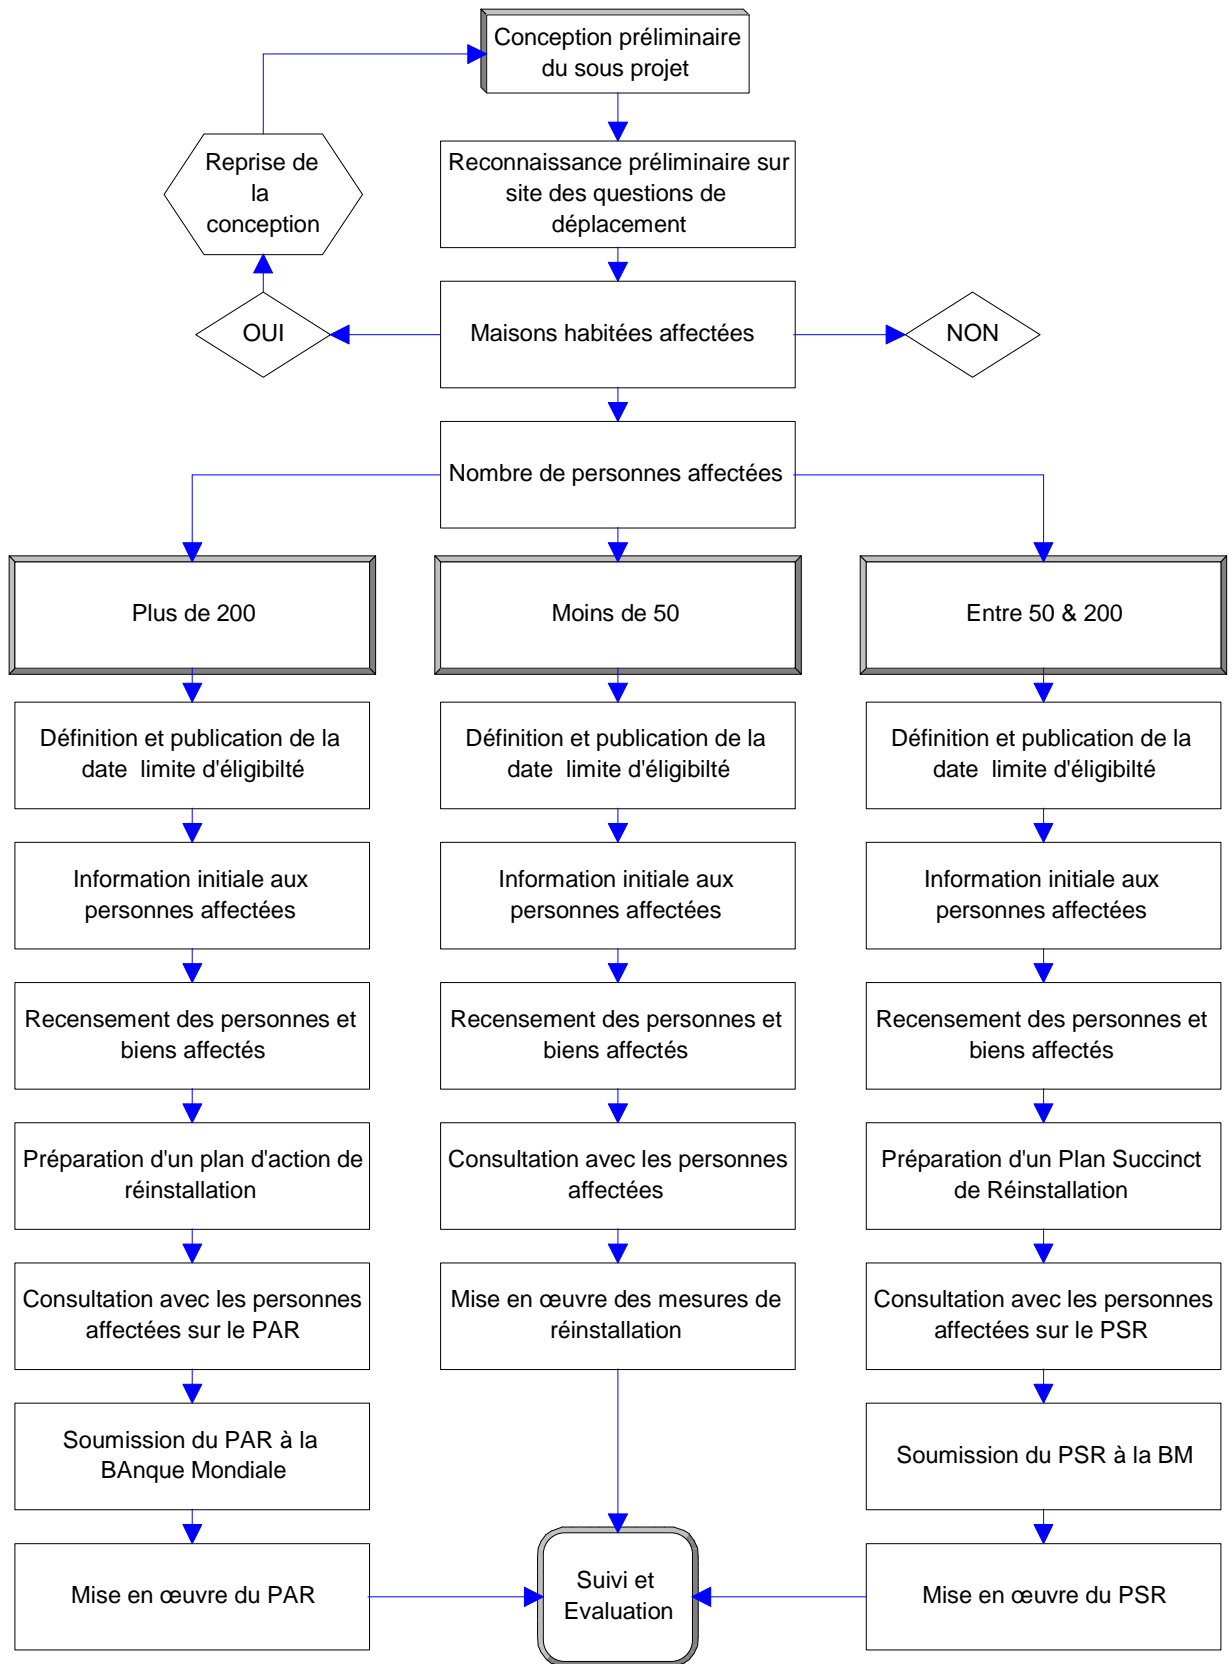 Conception préliminaire
du sous projet
Reprise de
la
conception
Reconnaissance préliminaire sur
site des questions de
déplacement
OUI
Maisons habitées affectées
NON
Nombre de personnes affectées
Plus de 200
Moins de 50
Entre 50 & 200
Définition et publication de la
date limite d'éligibilté
Définition et publication de la
date limite d'éligibilté
Définition et publication de la
date limite d'éligibilté
Information initiale aux
personnes affectées
Information initiale aux
personnes affectées
Information initiale aux
personnes affectées
Recensement des personnes et
biens affectés
Recensement des personnes et
biens affectés
Recensement des personnes et
biens affectés
Préparation d'un plan d'action de
réinstallation
Consultation avec les personnes
affectées
Préparation d'un Plan Succinct
de Réinstallation
Consultation avec les personnes
affectées sur le PAR
Mise en œuvre des mesures de
réinstallation
Consultation avec les personnes
affectées sur le PSR
Soumission du PAR à la
BAnque Mondiale
Soumission du PSR à la BM
Mise en œuvre du PAR
Suivi et
Evaluation
Mise en œuvre du PSR